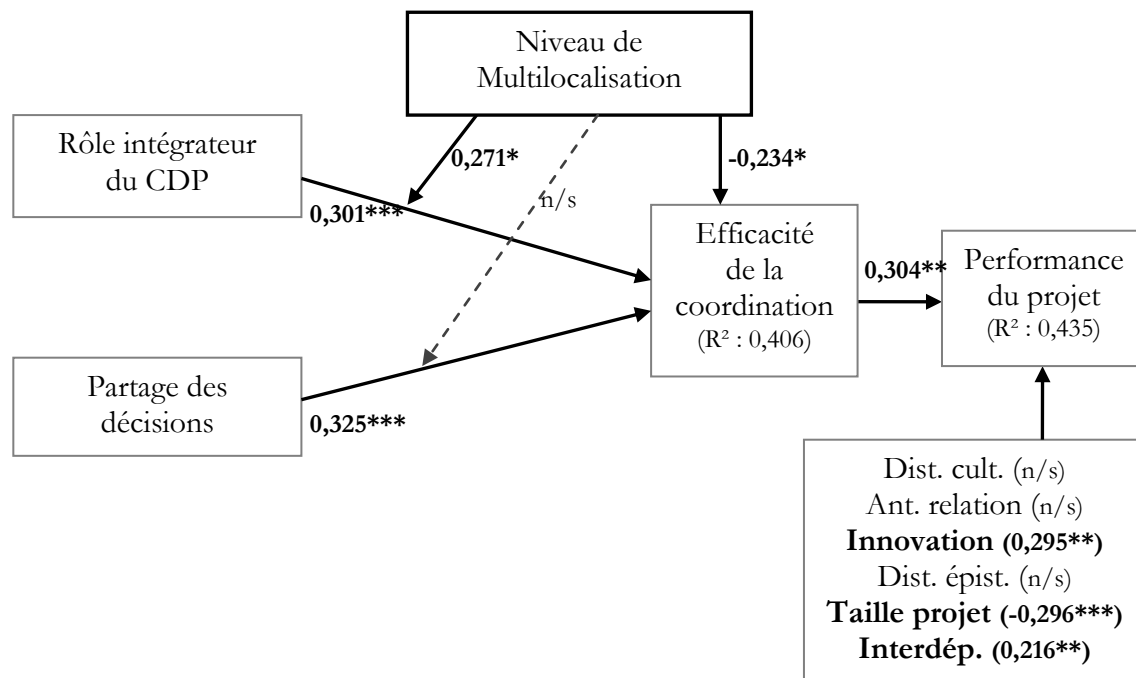 Niveau de
Multilocalisation
Rôle intégrateur
du CDP
0,271*
-0,234*
n/s
0,301***
Efficacité
de la
coordination
(R² : 0,406)
0,304**
Performance
du projet
(R² : 0,435)
Partage des
décisions
0,325***
Dist. cult. (n/s)
Ant. relation (n/s)
Innovation (0,295**)
Dist. épist. (n/s)
Taille projet (-0,296***)
Interdép. (0,216**)